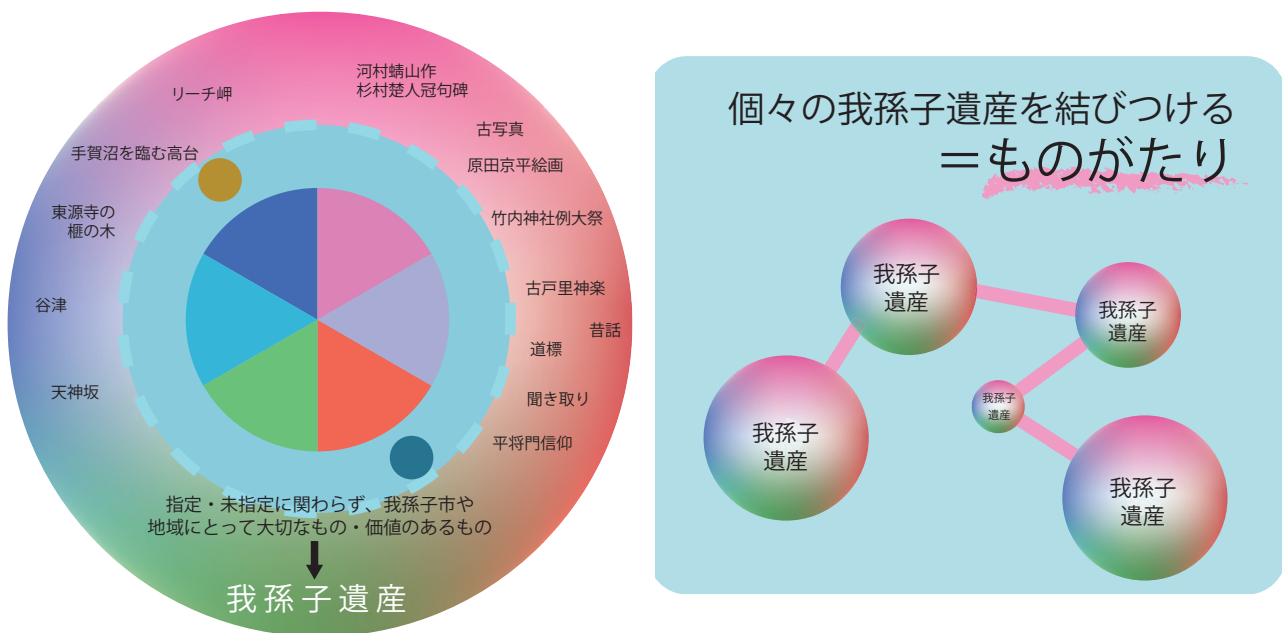 リーチ岬
河村蜻山作
杉村楚人冠句碑
手賀沼を臨む高台
古写真
原田京平絵画
東源寺の
榧の木
竹内神社例大祭
谷津
古戸里神楽
昔話
道標
天神坂
聞き取り
平将門信仰
指定・未指定に関わらず、我孫子市や
地域にとって大切なもの・価値のあるもの
我孫子遺産
個々の我孫子遺産を結びつける
＝ものがたり
我孫子
遺産
我孫子
遺産
我孫子
遺産
我孫子
遺産
我孫子
遺産